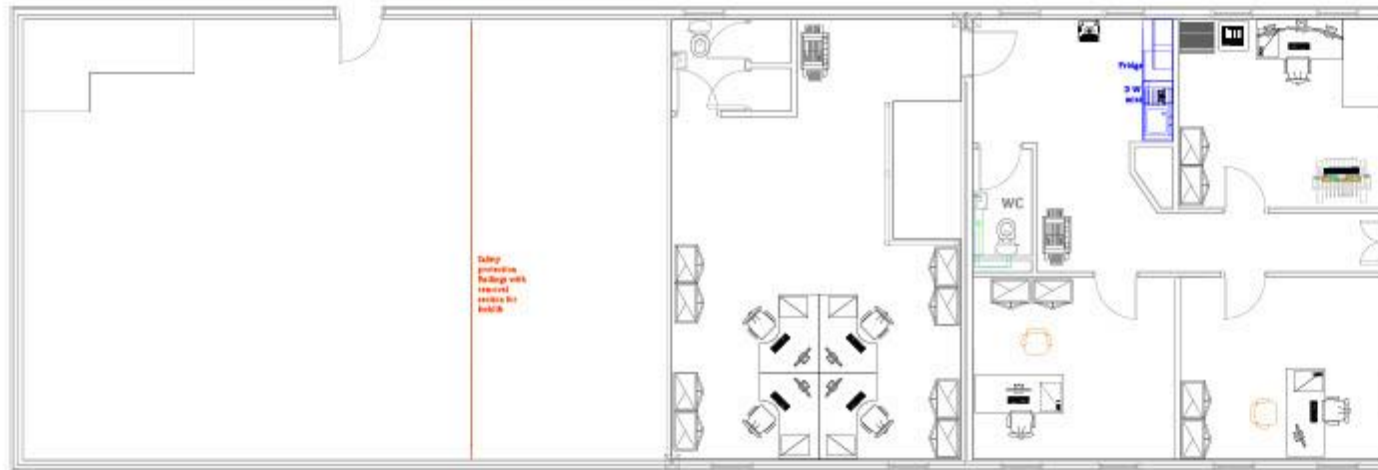 Fridge
D W
WC
Safety
protection
Railings with
removal
section for
forklift